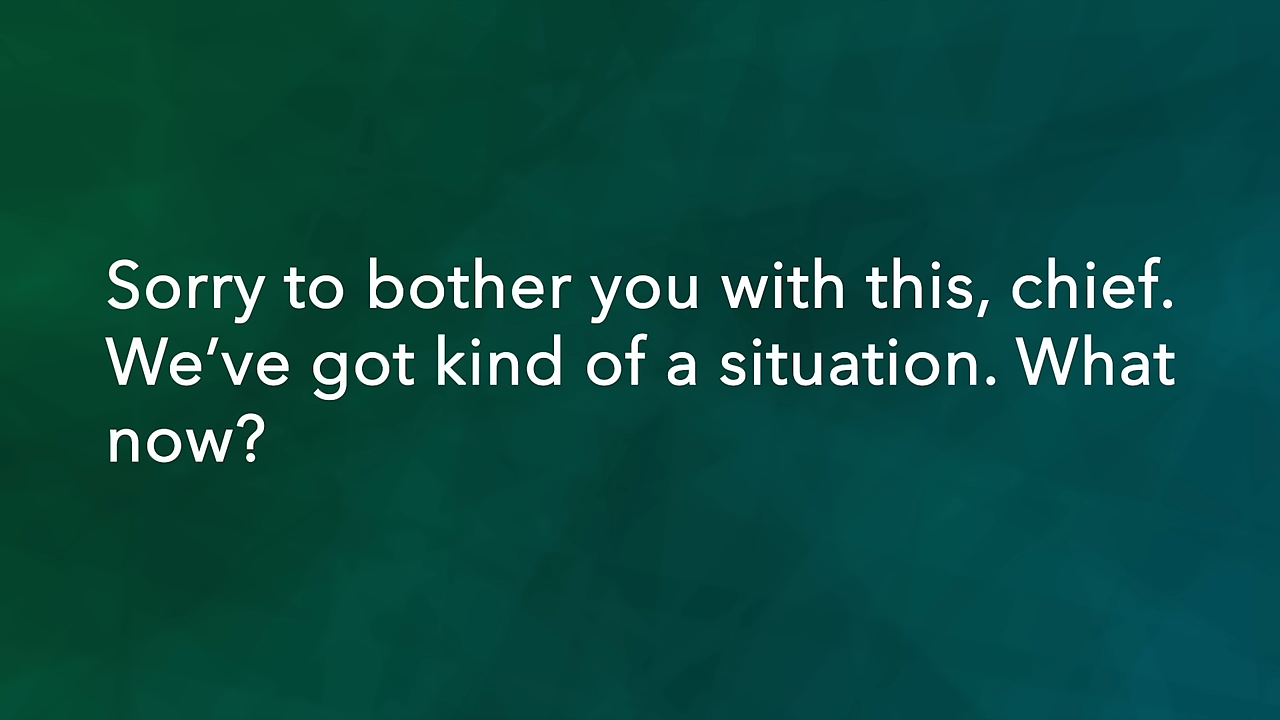 Sorry to bother you with this, chief.
We’ve got kind of a situation. What
now?